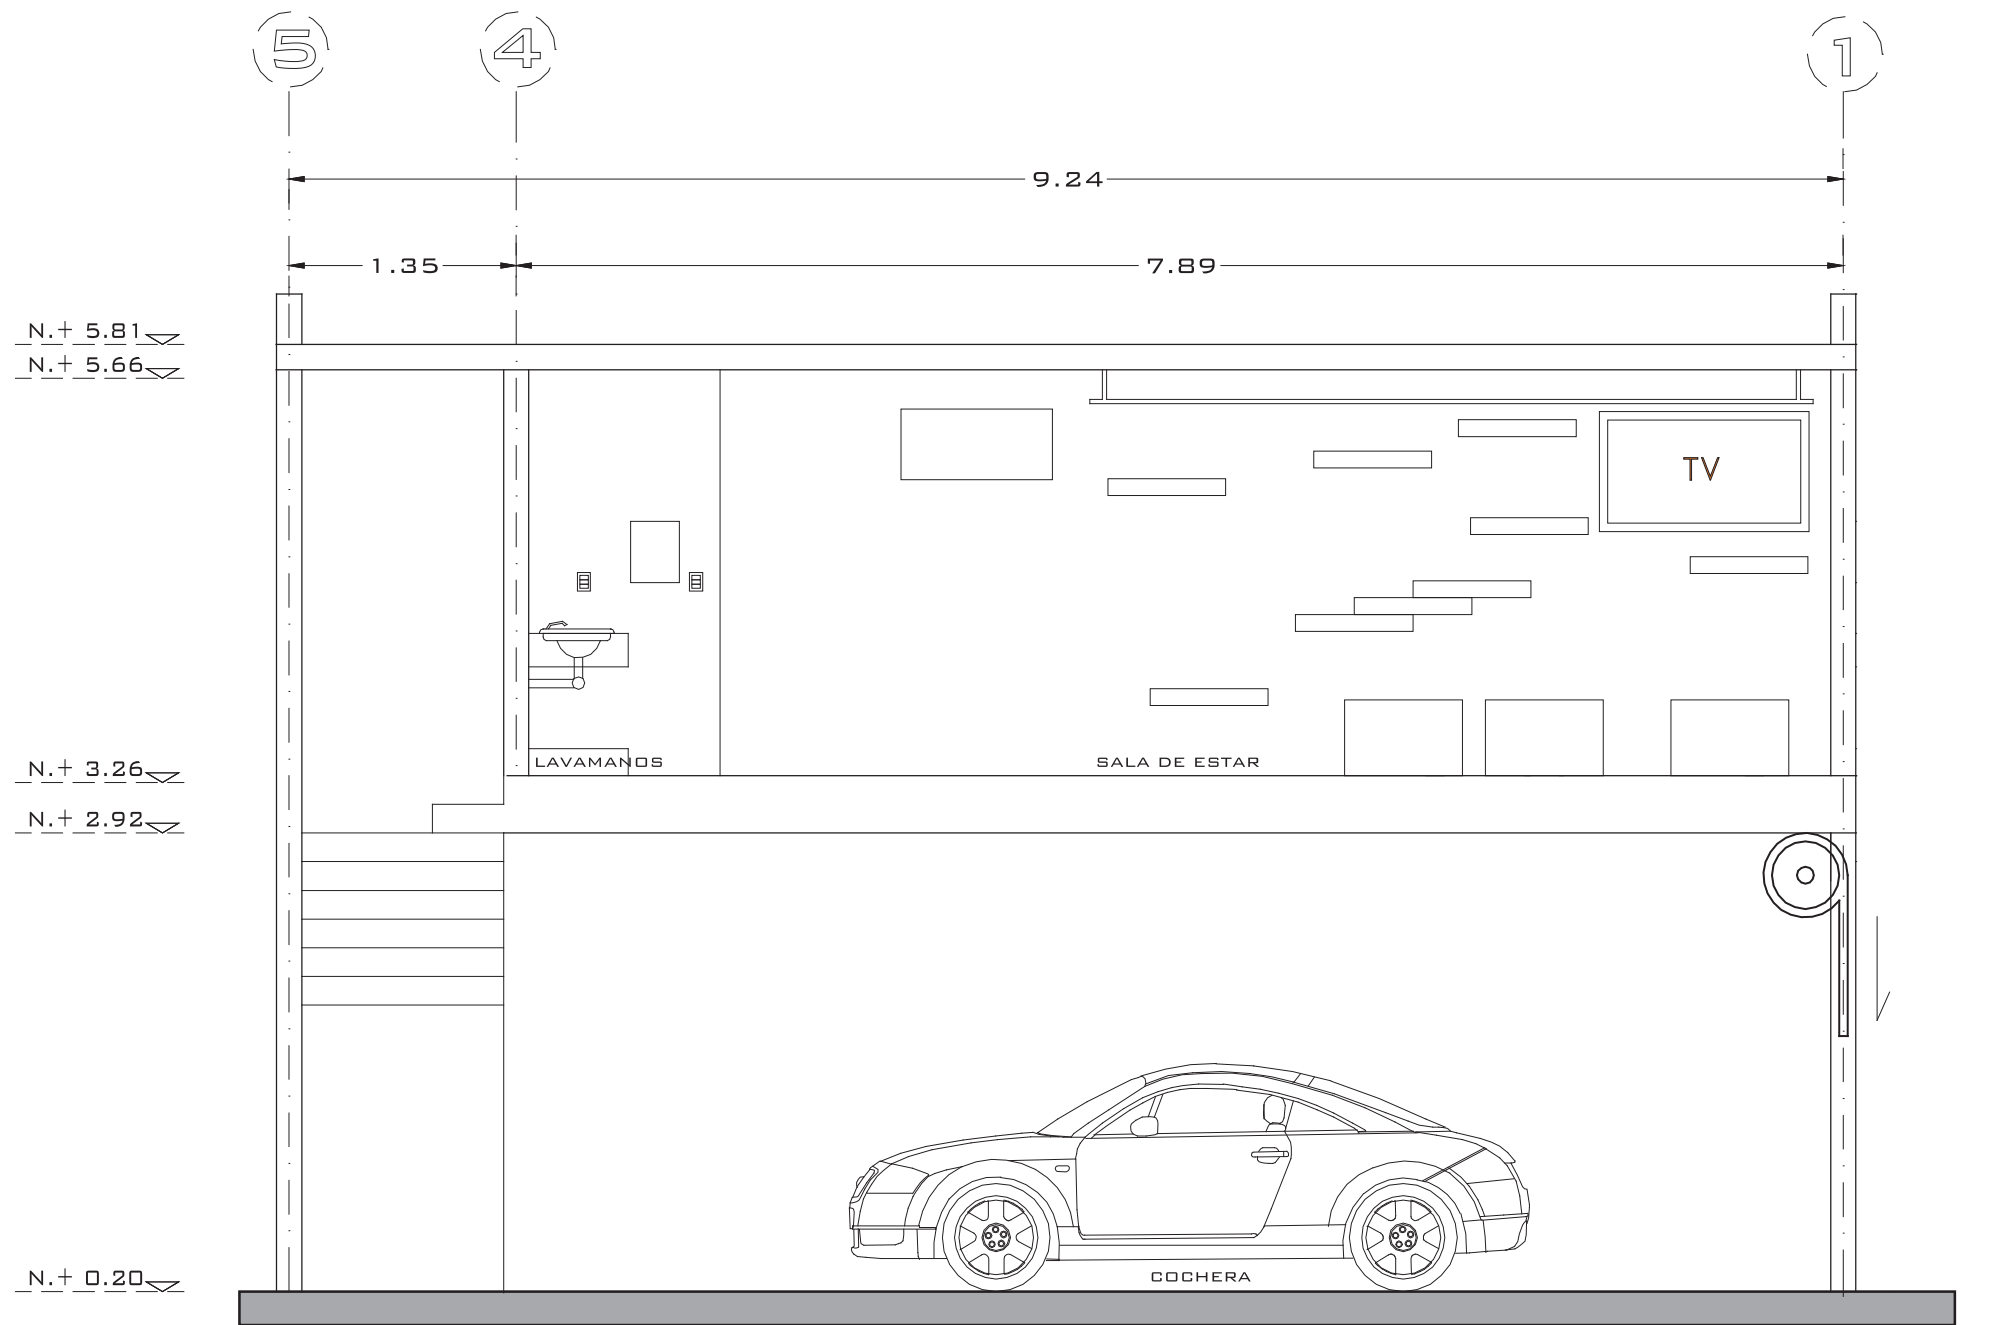 5 4 1
9.24
1.35 7.89
N.+ 5.81
N.+ 5.66
TV
N.+ 3.26
LAVAMANOS SALA DE ESTAR
N.+ 2.92
N.+ 0.20
COCHERA